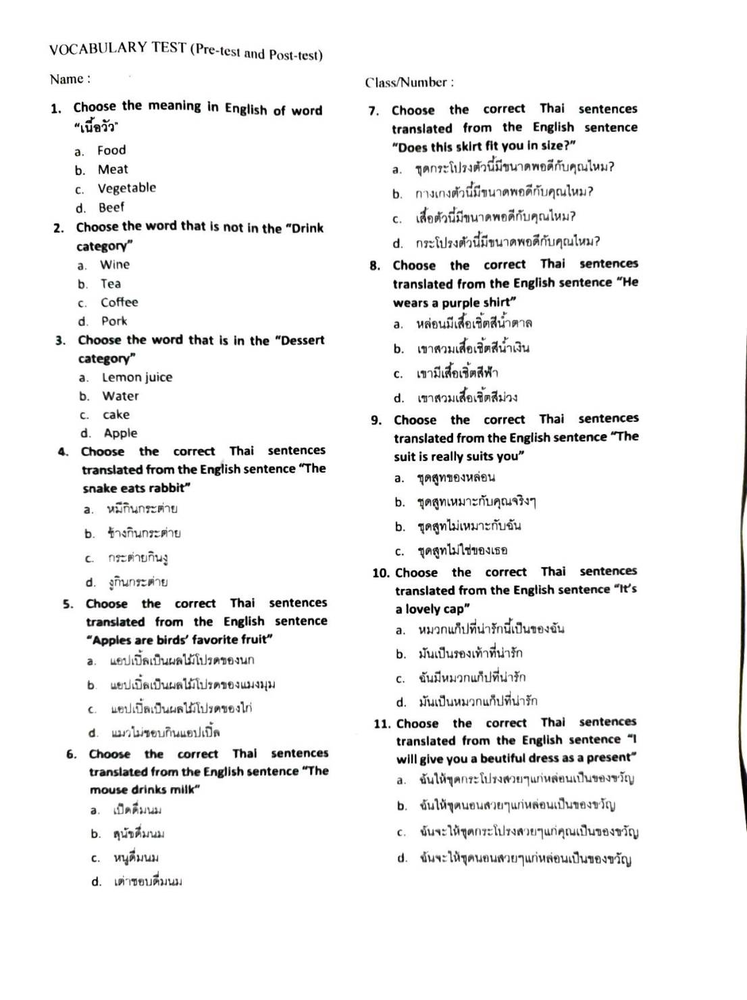 VOCABULARY TEST (Pre-test and Post-test)
Name :
1. Choose the meaning in English of word
“เนื้อวัว”
a. Food
b. Meat
c. Vegetable
d. Beef
2. Choose the word that is not in the “Drink
category”
a. Wine
b. Tea
c. Coffee
d. Pork
3. Choose the word that is in the “Dessert
category”
a. Lemon juice
b. Water
c. cake
d. Apple
4. Choose the correct Thai sentences
translated from the English sentence “The
snake eats rabbit”
a. หมีกินกระต่าย
b. ช้างกินกระต่าย
c. กระต่ายกินงู
d. งูกินกระต่าย
5. Choose the correct Thai sentences
translated from the English sentence
“Apples are birds’ favorite fruit”
a. แอปเปิ้ลเป็นผลไม้โปรดของนก
b. แอปเปิ้ลเป็นผลไม้โปรดของแมงมุม
c. แอปเปิ้ลเป็นผลไม้โปรดของไก่
d. แมวไม่ชอบกินแอปเปิ้ล
6. Choose the correct Thai sentences
translated from the English sentence “The
mouse drinks milk”
a. เป็ดดื่มนม
b. สุนัขดื่มนม
c. หนูดื่มนม
d. เต่าชอบดื่มนม
Class/Number :
7. Choose the correct Thai sentences
translated from the English sentence
“Does this skirt fit you in size?”
a. ชุดกระโปรงตัวนี้มีขนาดพอดีกับคุณไหม?
b. กางเกงตัวนี้มีขนาดพอดีกับคุณไหม?
c. เสื้อตัวนี้มีขนาดพอดีกับคุณไหม?
d. กระโปรงตัวนี้มีขนาดพอดีกับคุณไหม?
8. Choose the correct Thai sentences
translated from the English sentence “He
wears a purple shirt”
a. หล่อนมีเสื้อเชิ้ตสีน้ำตาล
b. เขาสวมเสื้อเชิ้ตสีน้ำเงิน
c. เขามีเสื้อเชิ้ตสีฟ้า
d. เขาสวมเสื้อเชิ้ตสีม่วง
9. Choose the correct Thai sentences
translated from the English sentence “The
suit is really suits you”
a. ชุดสูทของหล่อน
b. ชุดสูทเหมาะกับคุณจริงๆ
b. ชุดสูทไม่เหมาะกับฉัน
c. ชุดสูทไม่ใช่ของเธอ
10. Choose the correct Thai sentences
translated from the English sentence “It’s
a lovely cap”
a. หมวกแก็ปที่น่ารักนี้เป็นของฉัน
b. มันเป็นรองเท้าที่น่ารัก
c. ฉันมีหมวกแก็ปที่น่ารัก
d. มันเป็นหมวกแก็ปที่น่ารัก
11. Choose the correct Thai sentences
translated from the English sentence “I
will give you a beutiful dress as a present”
a. ฉันให้ชุดกระโปรงสวยๆแก่หล่อนเป็นของขวัญ
b. ฉันให้ชุดนอนสวยๆแก่หล่อนเป็นของขวัญ
c. ฉันจะให้ชุดกระโปรงสวยๆแก่คุณเป็นของขวัญ
d. ฉันจะให้ชุดนอนสวยๆแก่หล่อนเป็นของขวัญ